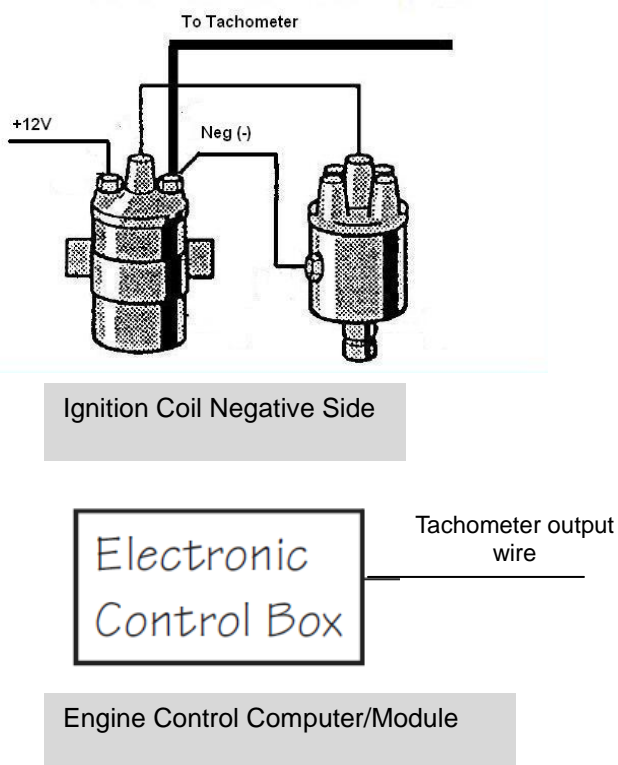 To Tachometer
+12V
Neg (-)
Ignition Coil Negative Side
Electronic
Control Box
Tachometer output
wire
Engine Control Computer/Module